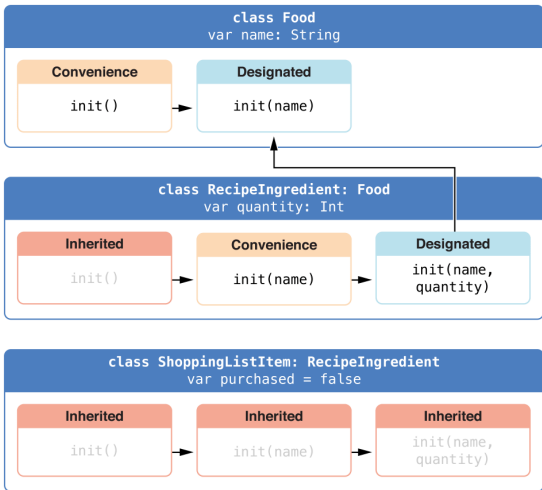 class Food
var name: String
Convenience
Designated
init()
init(name)
class RecipeIngredient: Food
var quantity: Int
Inherited
Convenience
Designated
init()
init(name)
init(name,
quantity)
class ShoppingListItem: RecipeIngredient
var purchased = false
Inherited
Inherited
Inherited
init()
init(name)
init(name,
quantity)